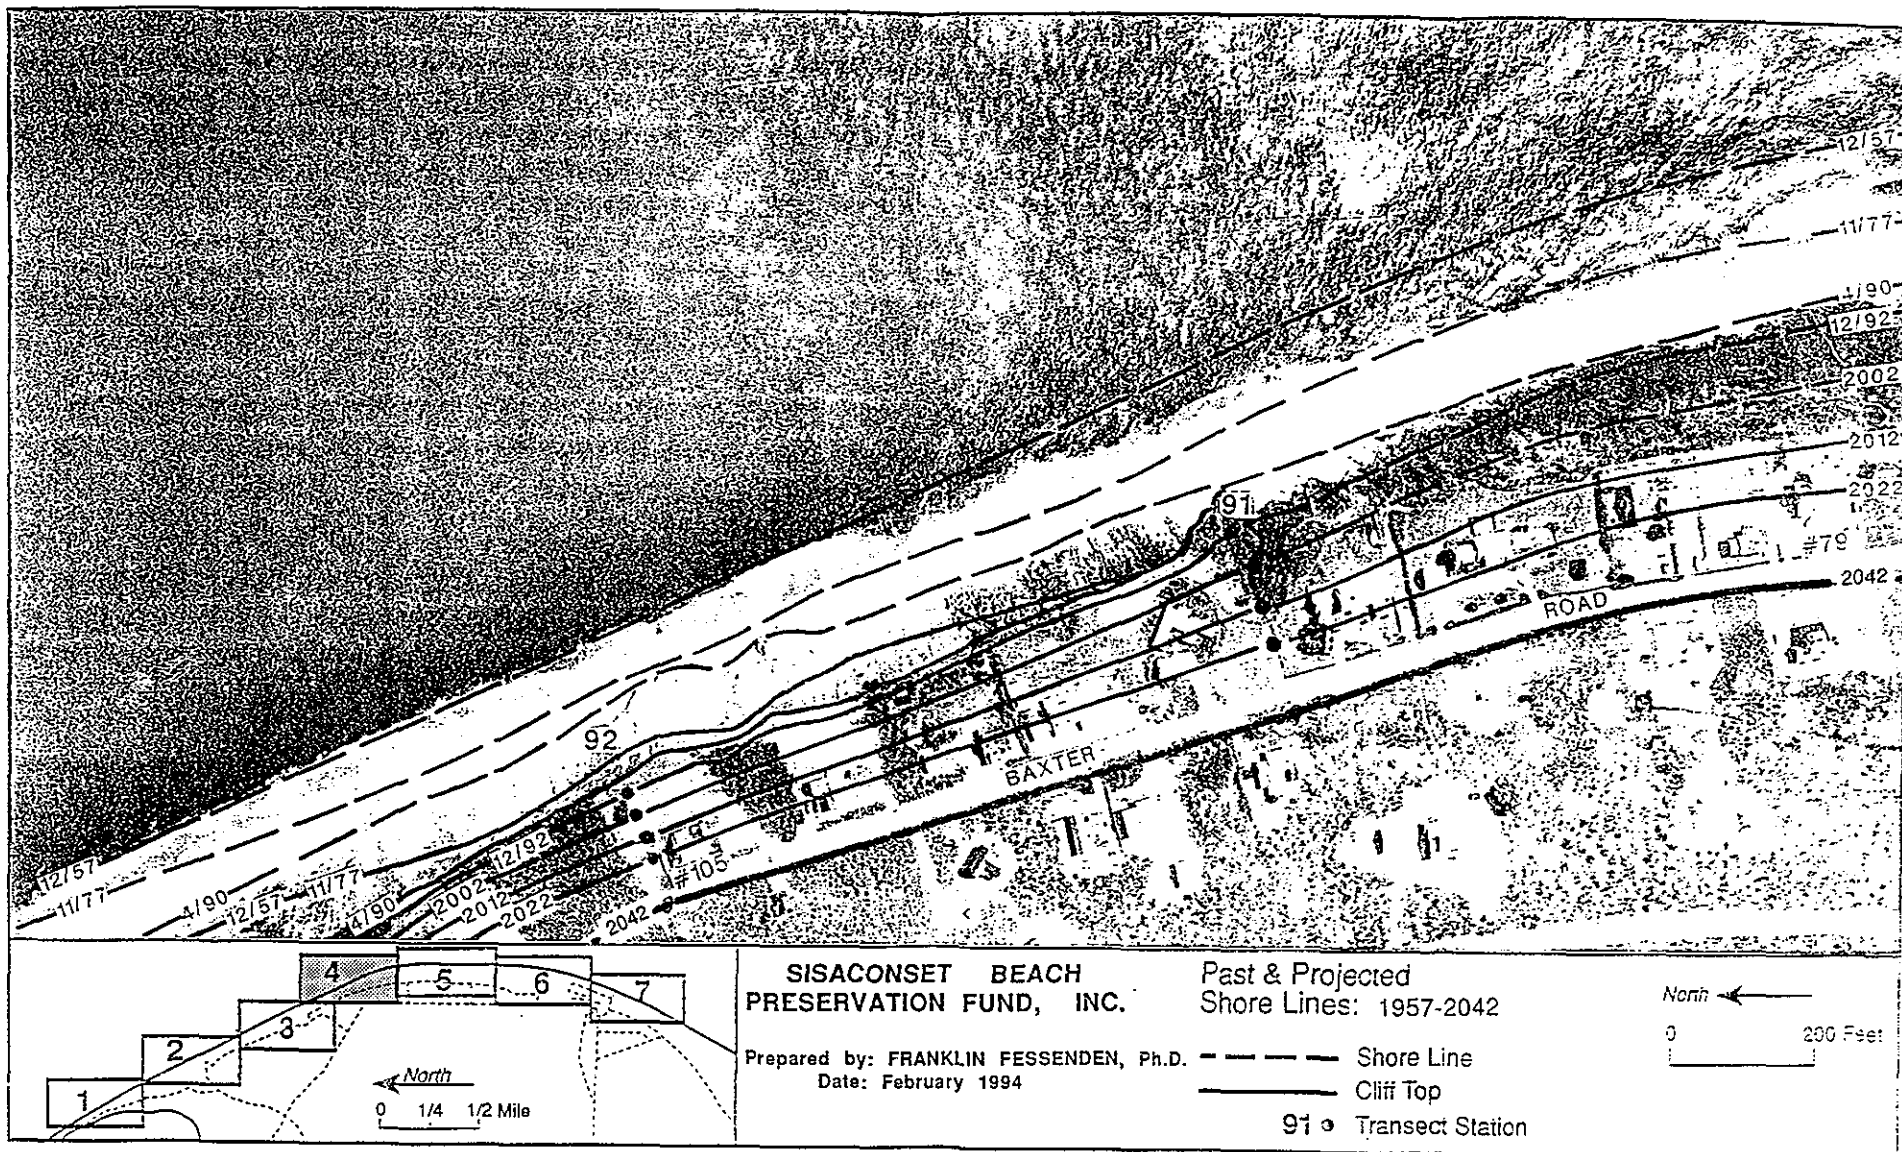 12/57
11/77
4/90
12/92
2002
2012
2022
#79
2042
ROAD
91
BAXTER
92
12/92
#105
12/57
11/77
4/90
12/57
11/77
4/90
2002
2012
2022
2042
4
5
6
7
3
2
1
North
0 1/4 1/2 Mile
SISACONSET BEACH
PRESERVATION FUND, INC.
Prepared by: FRANKLIN FESSENDEN, Ph.D.
Date: February 1994
Past & Projected
Shore Lines: 1957-2042
Shore Line
Cliff Top
91 Transect Station
North
0 200 Feet